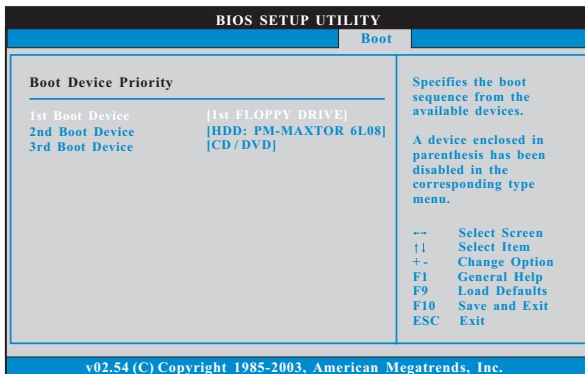 BIOS SETUP UTILITY
Boot
Boot Device Priority
1st Boot Device [1st FLOPPY DRIVE]
2nd Boot Device [HDD: PM-MAXTOR 6L08]
3rd Boot Device [CD/DVD]
Specifies the boot
sequence from the
available devices.
A device enclosed in
parenthesis has been
disabled in the
corresponding type
menu.
←→ Select Screen
↑↓ Select Item
+- Change Option
F1 General Help
F9 Load Defaults
F10 Save and Exit
ESC Exit
v02.54 (C) Copyright 1985-2003, American Megatrends, Inc.